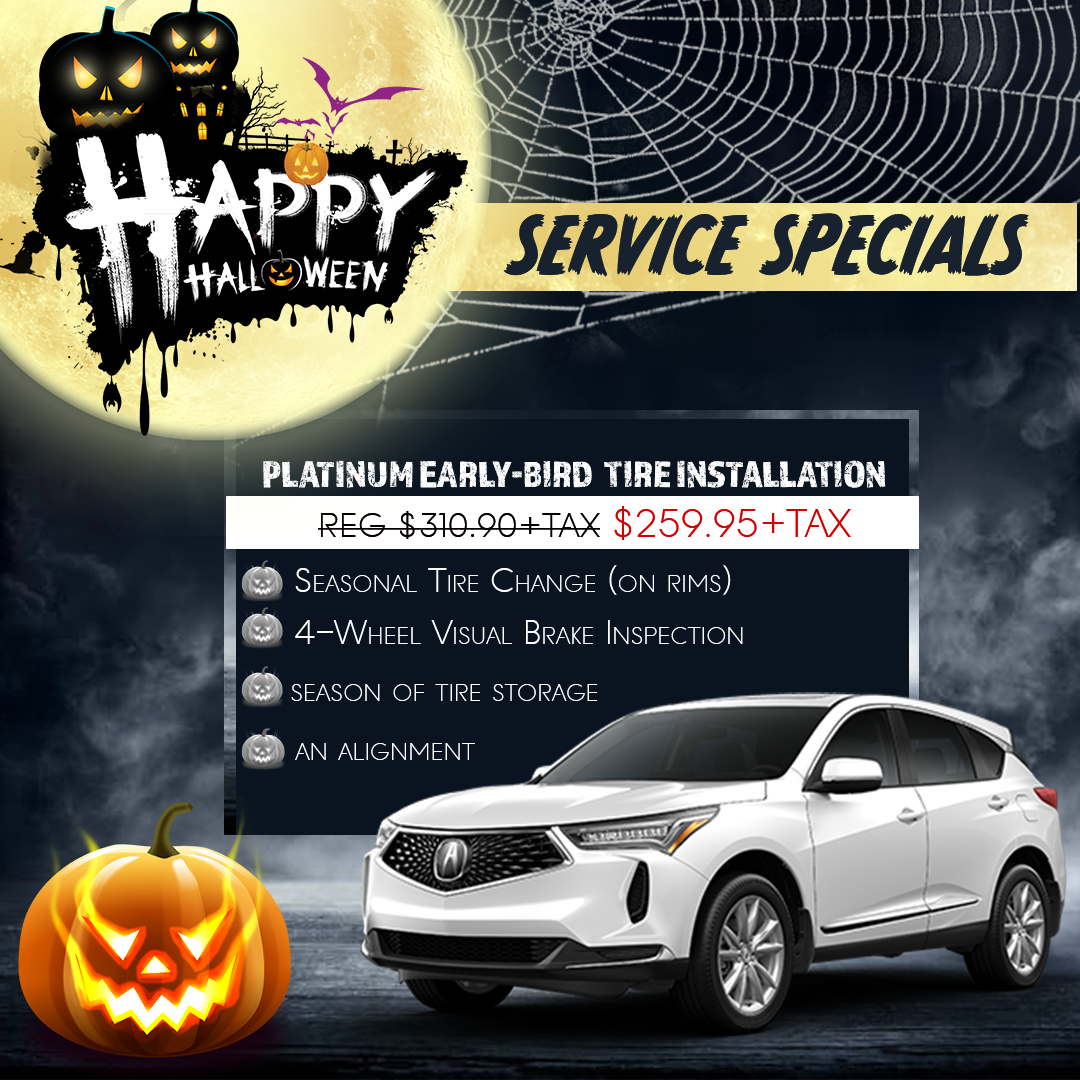 HAPPY
HALLOWEEN
SERVICE SPECIALS
PLATINUM EARLY-BIRD TIRE INSTALLATION
REG $310.90+TAX $259.95+TAX
SEASONAL TIRE CHANGE (ON RIMS)
4-WHEEL VISUAL BRAKE INSPECTION
SEASON OF TIRE STORAGE
AN ALIGNMENT